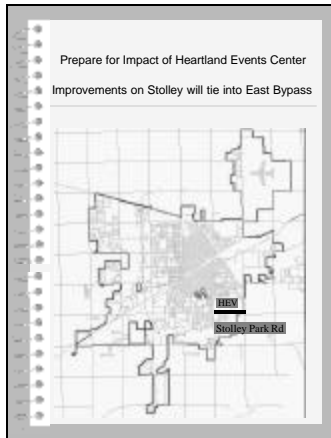 Prepare for Impact of Heartland Events Center
Improvements on Stolley will tie into East Bypass
HEV
Stolley Park Rd